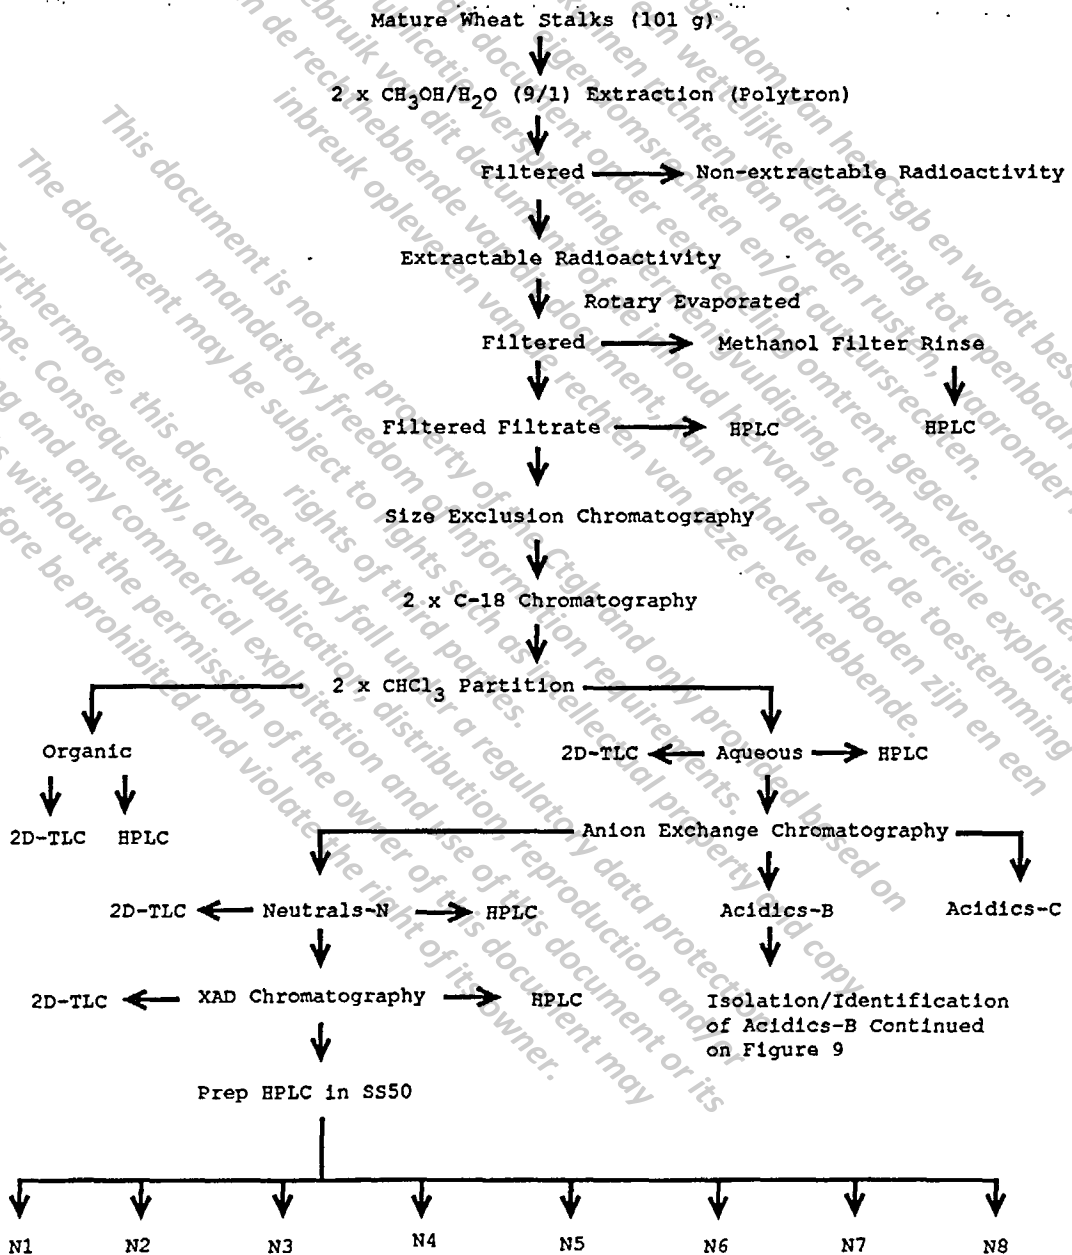 Mature Wheat Stalks (101 g)
2 x CH3OH/H2O (9/1) Extraction (Polytron)
Filtered
Non-extractable Radioactivity
Extractable Radioactivity
Rotary Evaporated
Filtered
Methanol Filter Rinse
Filtered Filtrate
HPLC
HPLC
Size Exclusion Chromatography
2 x C-18 Chromatography
2 x CHCl3 Partition
Organic
2D-TLC
Aqueous
HPLC
2D-TLC
HPLC
Anion Exchange Chromatography
2D-TLC
Neutrals-N
HPLC
Acidics-B
Acidics-C
2D-TLC
XAD Chromatography
HPLC
Isolation/Identification
of Acidics-B Continued
on Figure 9
Prep HPLC in SS50
N1
N2
N3
N4
N5
N6
N7
N8
This document is not the property of the Ctgb and only provided based on
mandatory freedom of information requirements.
The document may be subject to rights such as intellectual property and copy
rights of third parties.
Furthermore, this document may fall under a regulatory data protection
Consequently, any publication, distribution, reproduction and/or
and any commercial exploitation and use of this document or its
without the permission of the owner of this document may
be prohibited and violate the right of its owner.